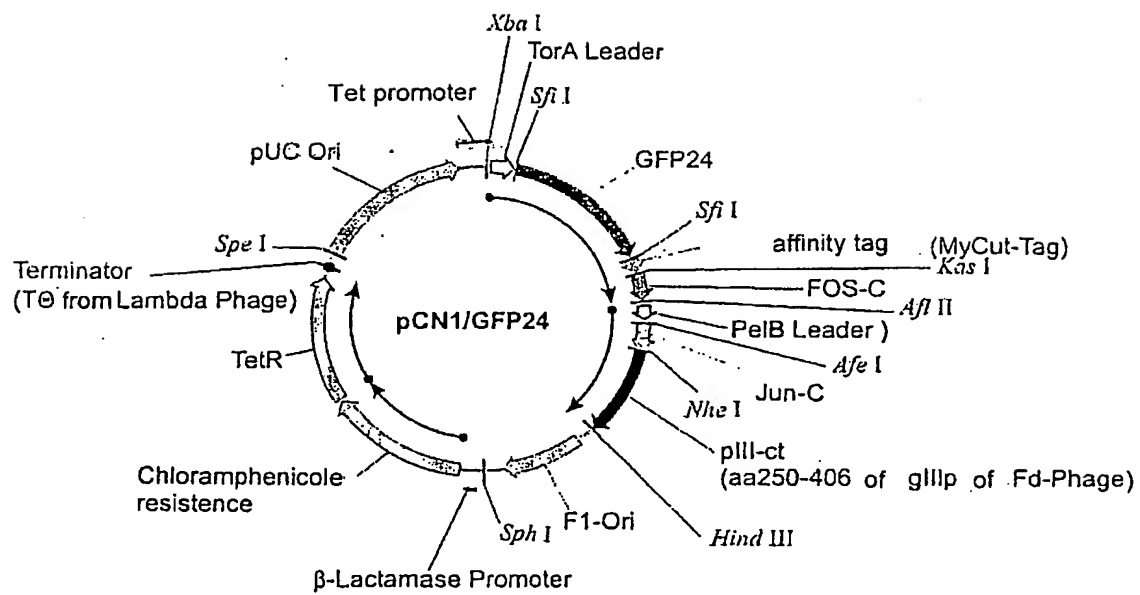 Xba I
TorA Leader
Sfi I
Tet promoter
pUC Ori
GFP24
Sfi I
Spe I
affinity tag (MyCut-Tag)
Kas I
Terminator
(TΘ from Lambda Phage)
FOS-C
Afl II
pCN1/GFP24
PelB Leader )
TetR
Afe I
Jun-C
Nhe I
pIII-ct
(aa250-406 of gIIIp of Fd-Phage)
Chloramphenicole
resistence
F1-Ori
Sph I
Hind III
β-Lactamase Promoter